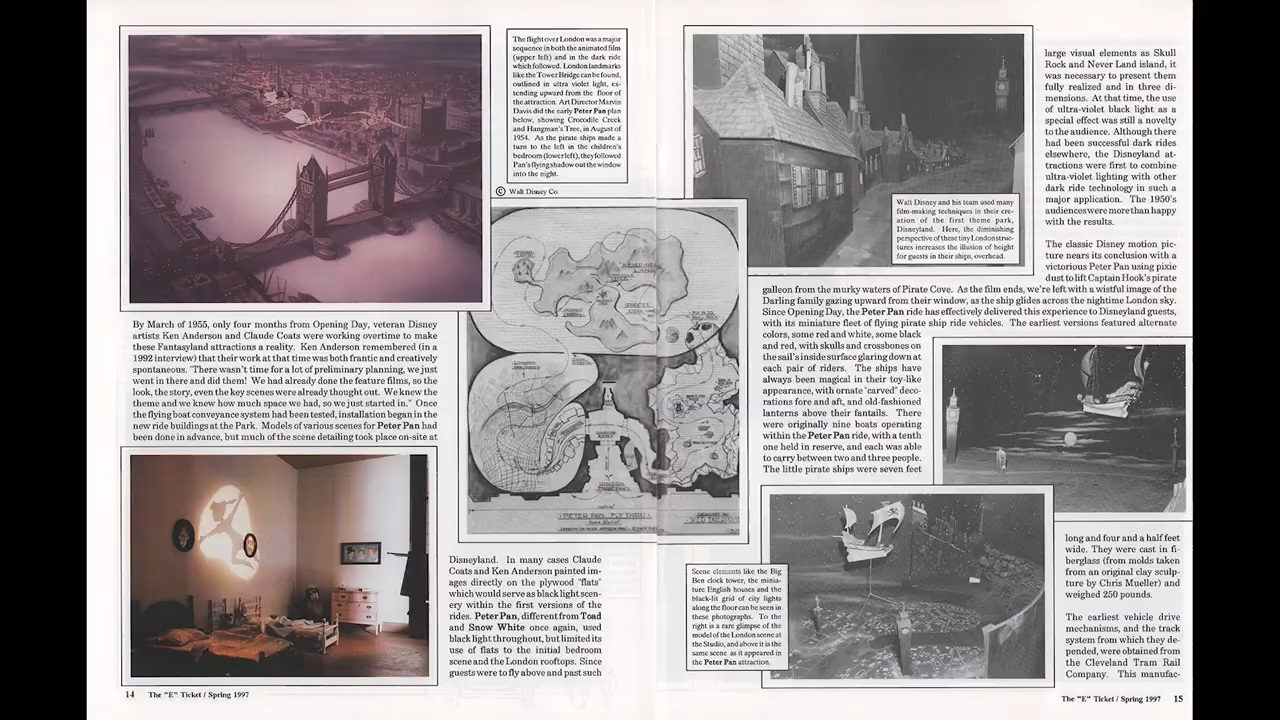 The flight over London was a major
sequence in both the animated film
(upper left) and in the dark ride
which followed. London landmarks
like the Tower Bridge can be found,
outlined in ultra violet light, ex-
tending upward from the floor of
the attraction. Art Director Marvin
Davis did the early Peter Pan plan
below, showing Crocodile Creek
and Hangman's Tree, in August of
1954. As the pirate ships made a
turn to the left in the children's
bedroom (lower left), they followed
Pan's flying shadow out the window
into the night.
© Walt Disney Co.
By March of 1955, only four months from Opening Day, veteran Disney
artists Ken Anderson and Claude Coats were working overtime to make
these Fantasyland attractions a reality. Ken Anderson remembered (in a
1992 interview) that their work at that time was both frantic and creatively
spontaneous. "There wasn't time for a lot of preliminary planning, we just
went in there and did them! We had already done the feature films, so the
look, the story, even the key scenes were already thought out. We knew the
theme and we knew how much space we had, so we just started in." Once
the flying boat conveyance system had been tested, installation began in the
new ride buildings at the Park. Models of various scenes for Peter Pan had
been done in advance, but much of the scene detailing took place on-site at
Disneyland. In many cases Claude
Coats and Ken Anderson painted im-
ages directly on the plywood "flats"
which would serve as black light scen-
ery within the first versions of the
rides. Peter Pan, different from Toad
and Snow White once again, used
black light throughout, but limited its
use of flats to the initial bedroom
scene and the London rooftops. Since
guests were to fly above and past such
14 The "E" Ticket / Spring 1997
NEVER LAND
PETER PAN FLY THRU
Walt Disney and his team used many
film-making techniques in their cre-
ation of the first theme park,
Disneyland. Here, the diminishing
perspective of these tiny London struc-
tures increases the illusion of height
for guests in their ships, overhead.
large visual elements as Skull
Rock and Never Land island, it
was necessary to present them
fully realized and in three di-
mensions. At that time, the use
of ultra-violet black light as a
special effect was still a novelty
to the audience. Although there
had been successful dark rides
elsewhere, the Disneyland at-
tractions were first to combine
ultra-violet lighting with other
dark ride technology in such a
major application. The 1950's
audiences were more than happy
with the results.
The classic Disney motion pic-
ture nears its conclusion with a
victorious Peter Pan using pixie
dust to lift Captain Hook's pirate
galleon from the murky waters of Pirate Cove. As the film ends, we're left with a wistful image of the
Darling family gazing upward from their window, as the ship glides across the nightime London sky.
Since Opening Day, the Peter Pan ride has effectively delivered this experience to Disneyland guests,
with its miniature fleet of flying pirate ship ride vehicles. The earliest versions featured alternate
colors, some red and white, some black
and red, with skulls and crossbones on
the sail's inside surface glaring down at
each pair of riders. The ships have
always been magical in their toy-like
appearance, with ornate "carved" deco-
rations fore and aft, and old-fashioned
lanterns above their fantails. There
were originally nine boats operating
within the Peter Pan ride, with a tenth
one held in reserve, and each was able
to carry between two and three people.
The little pirate ships were seven feet
Scene elements like the Big
Ben clock tower, the minia-
ture English houses and the
black-lit grid of city lights
along the floor can be seen in
these photographs. To the
right is a rare glimpse of the
model of the London scene at
the Studio, and above it is the
same scene as it appeared in
the Peter Pan attraction.
long and four and a half feet
wide. They were cast in fi-
berglass (from molds taken
from an original clay sculp-
ture by Chris Mueller) and
weighed 250 pounds.
The earliest vehicle drive
mechanisms, and the track
system from which they de-
pended, were obtained from
the Cleveland Tram Rail
Company. This manufac-
The "E" Ticket / Spring 1997 15